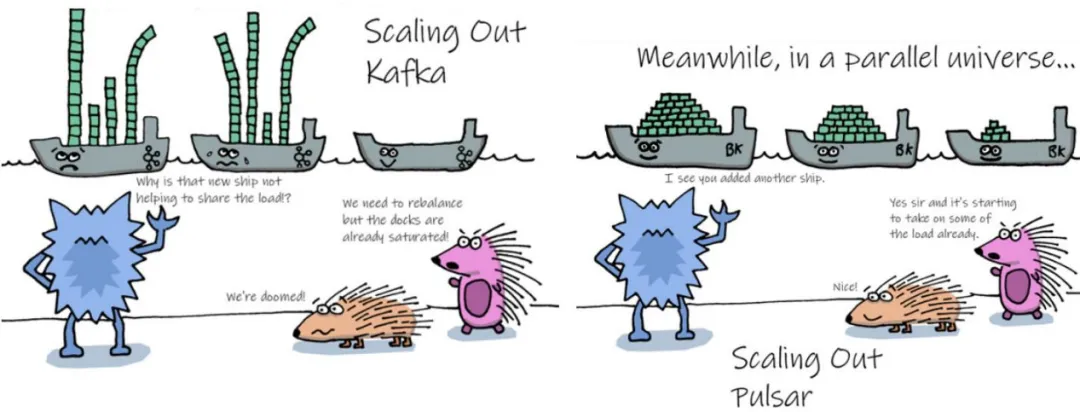 Scaling Out
Kafka
Why is that new ship not
helping to share the load!?
We need to rebalance
but the docks are
already saturated!
We're doomed!
Meanwhile, in a parallel universe...
BK
BK
BK
I see you added another ship.
Yes sir and it's starting
to take on some of
the load already.
Nice!
Scaling Out
Pulsar